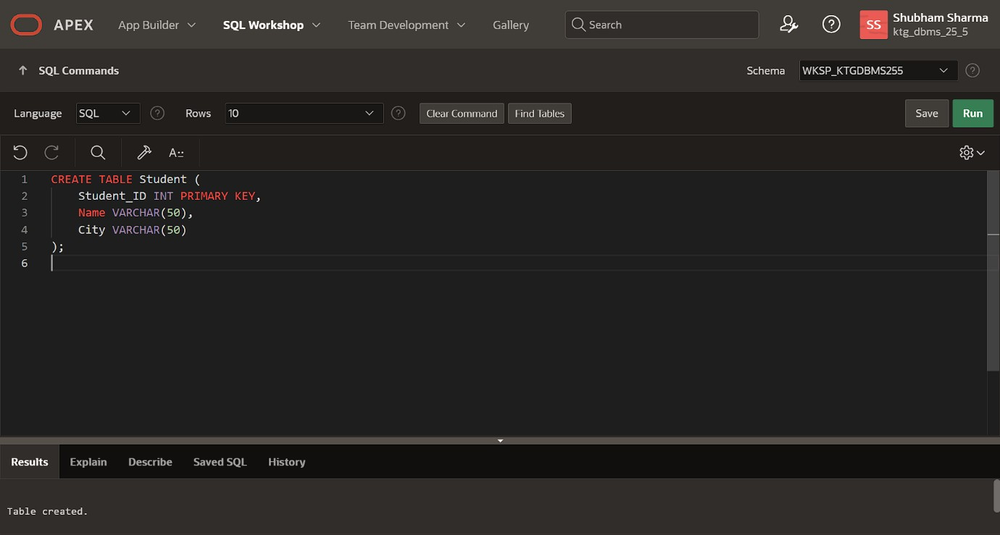 APEX App Builder SQL Workshop Team Development Gallery Search ? SS Shubham Sharma
ktg_dbms_25_5
SQL Commands Schema WKSP_KTGDBMS255 ?
Language SQL ? Rows 10 ? Clear Command Find Tables Save Run
A::
1 CREATE TABLE Student (
2 Student_ID INT PRIMARY KEY,
3 Name VARCHAR(50),
4 City VARCHAR(50)
5 );
6
Results Explain Describe Saved SQL History
Table created.